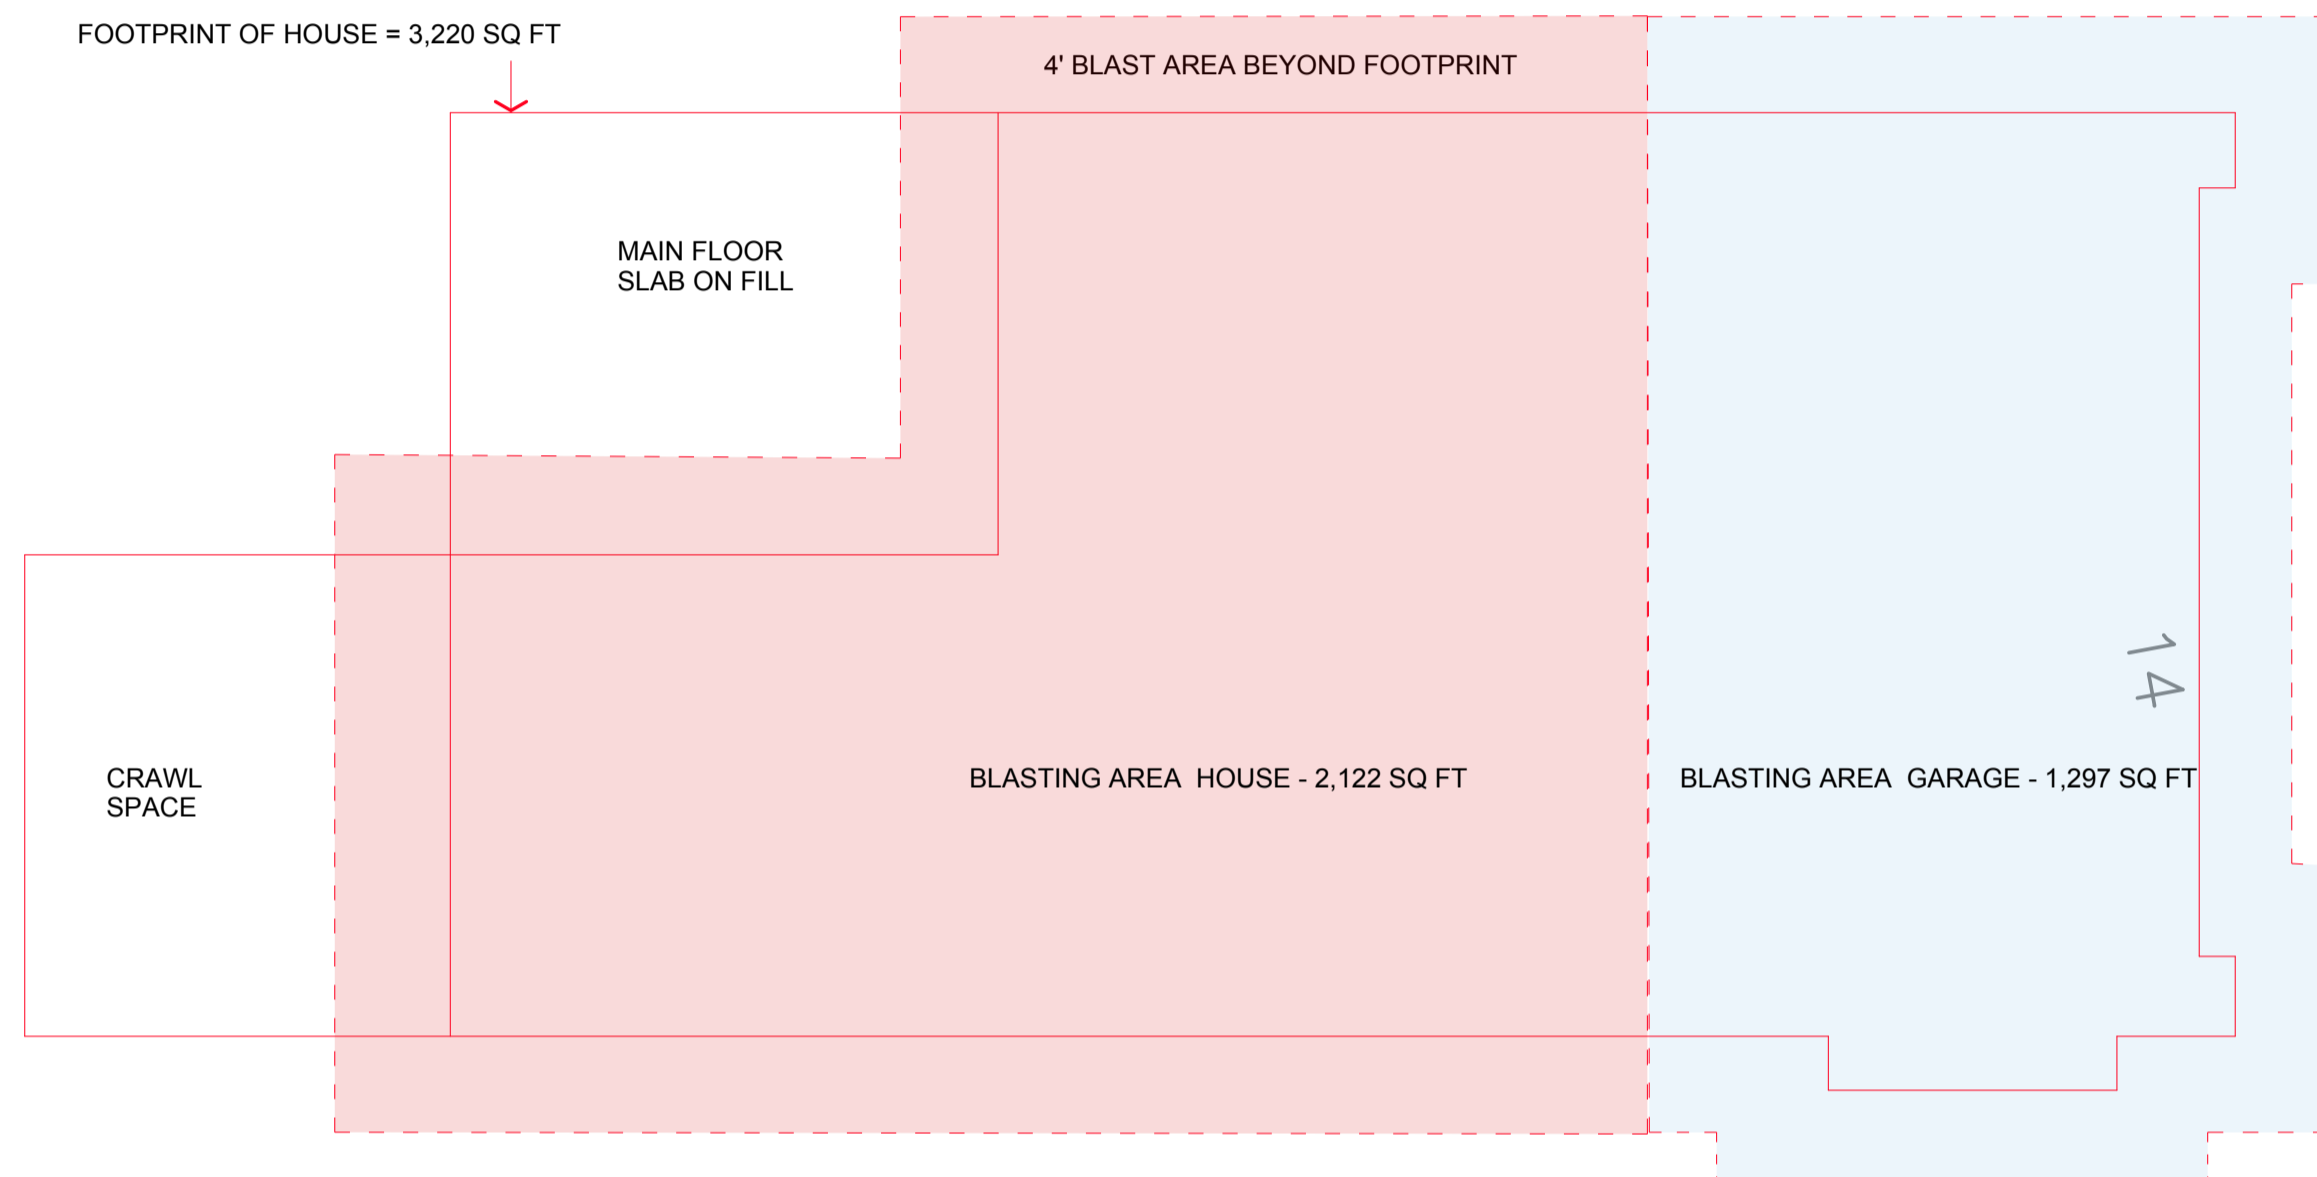 FOOTPRINT OF HOUSE = 3,220 SQ FT
4' BLAST AREA BEYOND FOOTPRINT
MAIN FLOOR
SLAB ON FILL
14
CRAWL
SPACE
BLASTING AREA  HOUSE - 2,122 SQ FT
BLASTING AREA  GARAGE - 1,297 SQ FT